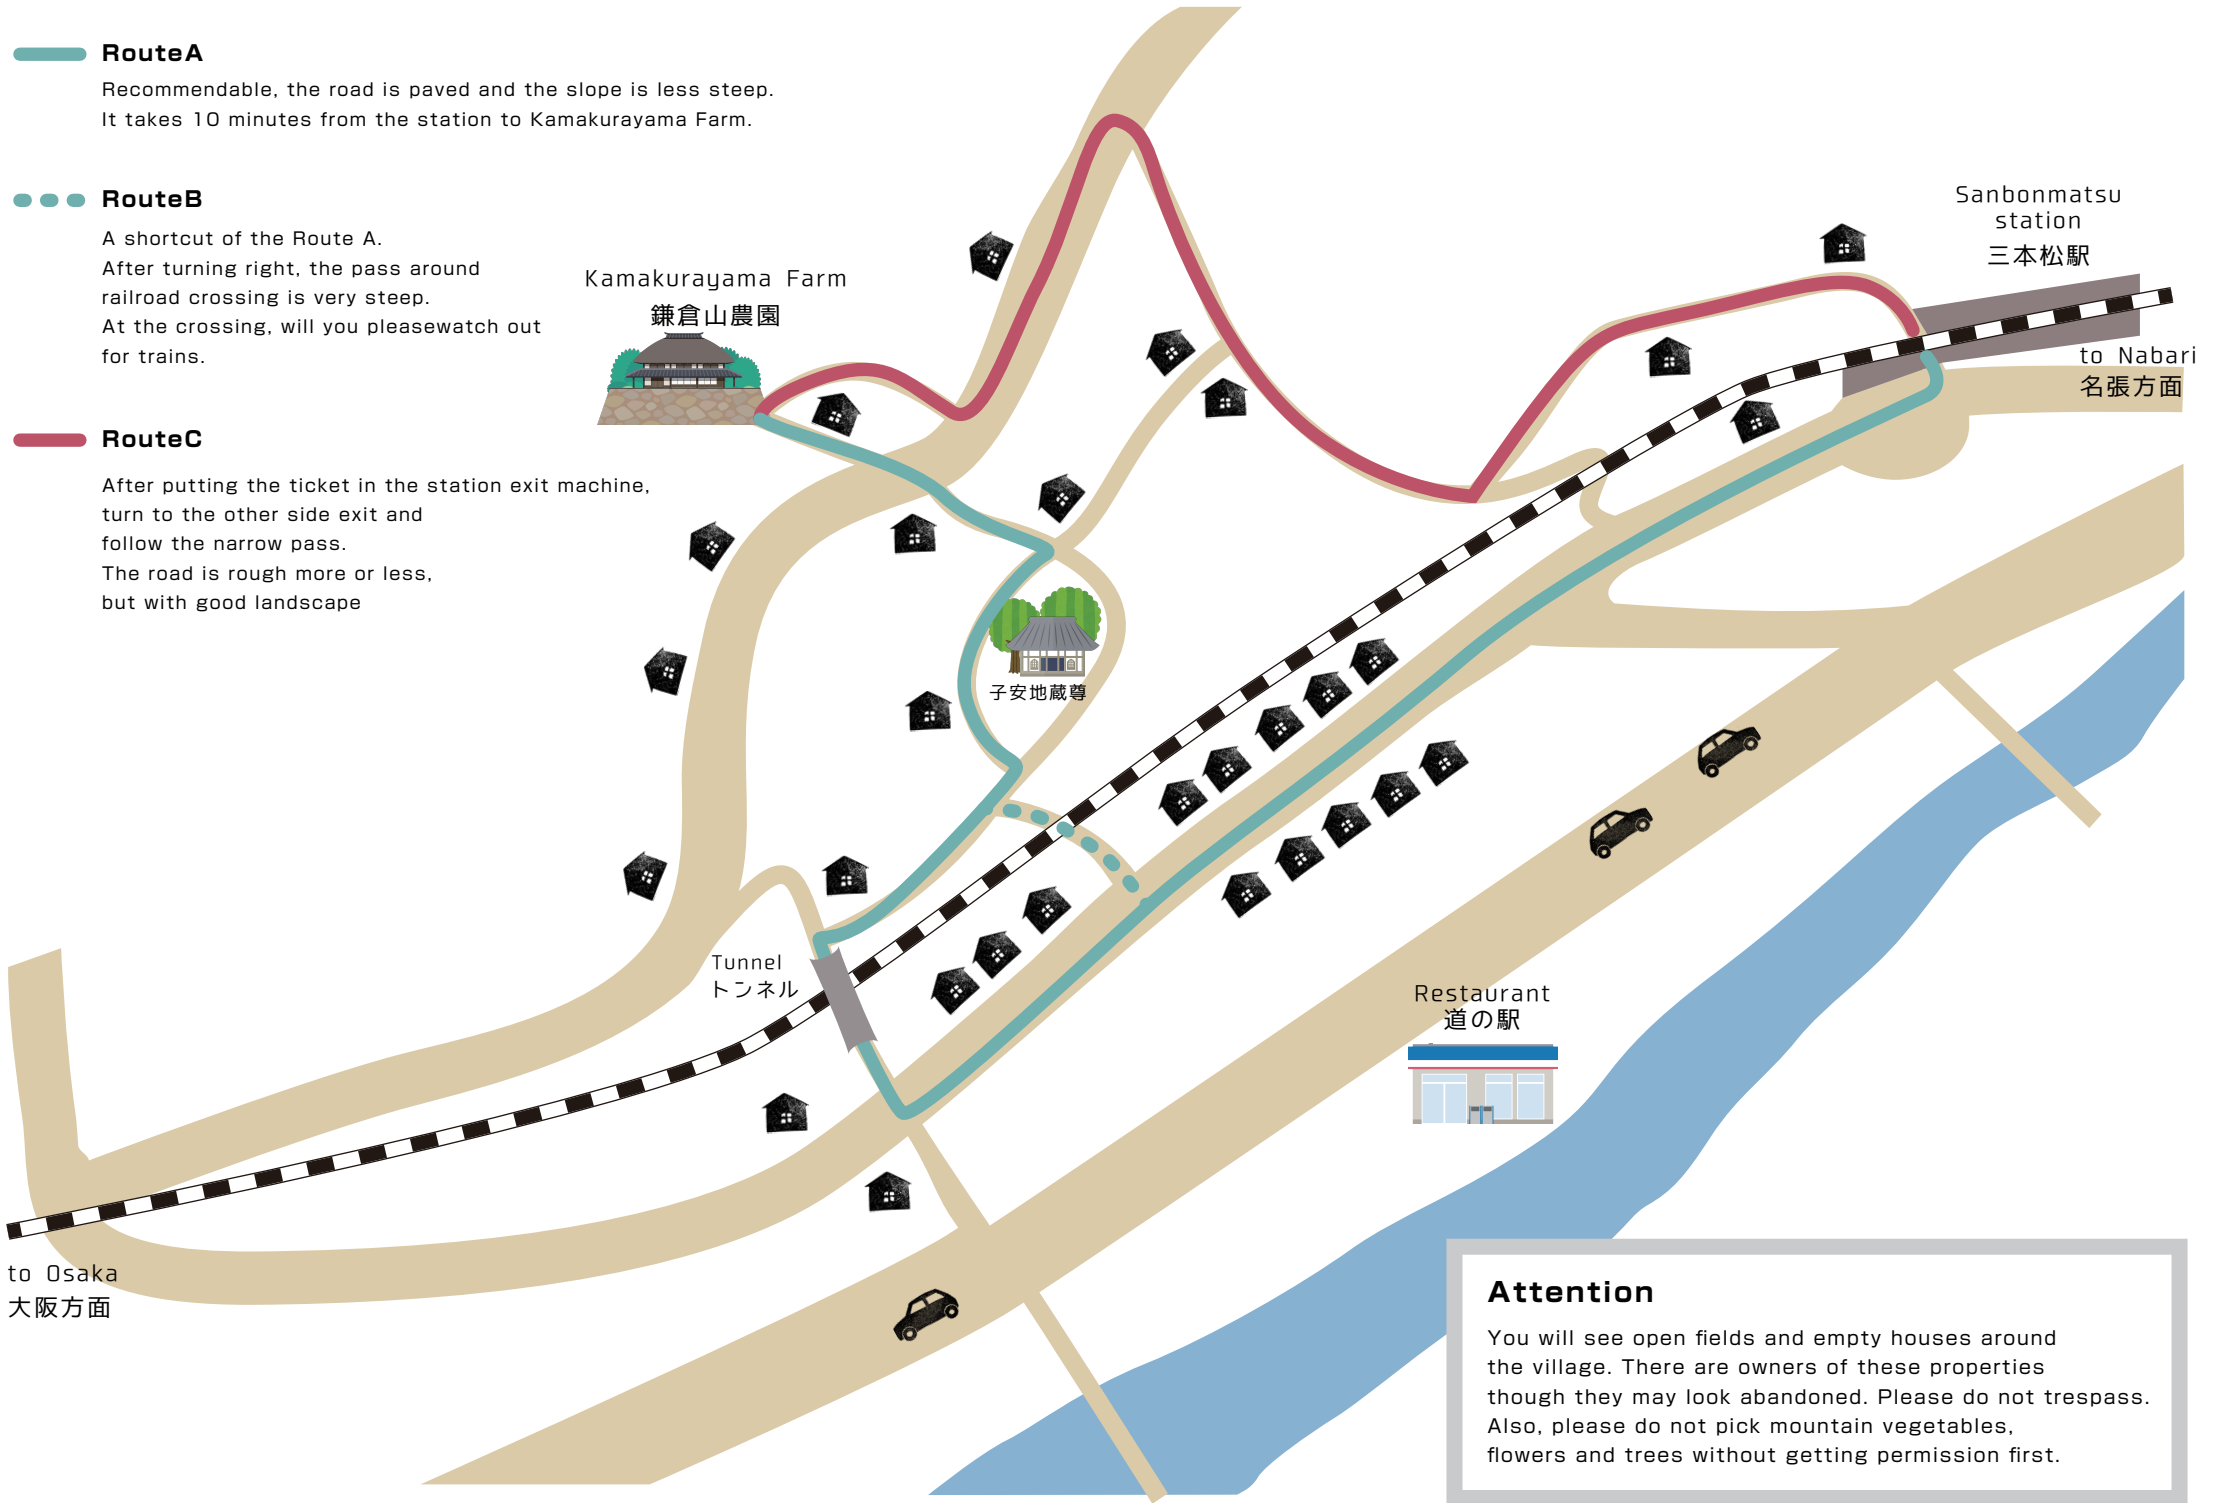 RouteA
Recommendable, the road is paved and the slope is less steep.
It takes 10 minutes from the station to Kamakurayama Farm.
RouteB
A shortcut of the Route A.
After turning right, the pass around
railroad crossing is very steep.
At the crossing, will you pleasewatch out
for trains.
RouteC
After putting the ticket in the station exit machine,
turn to the other side exit and
follow the narrow pass.
The road is rough more or less,
but with good landscape
Kamakurayama Farm
鎌倉山農園
Sanbonmatsu
station
三本松駅
to Nabari
名張方面
子安地蔵尊
Tunnel
トンネル
Restaurant
道の駅
to Osaka
大阪方面
Attention
You will see open fields and empty houses around
the village. There are owners of these properties
though they may look abandoned. Please do not trespass.
Also, please do not pick mountain vegetables,
flowers and trees without getting permission first.